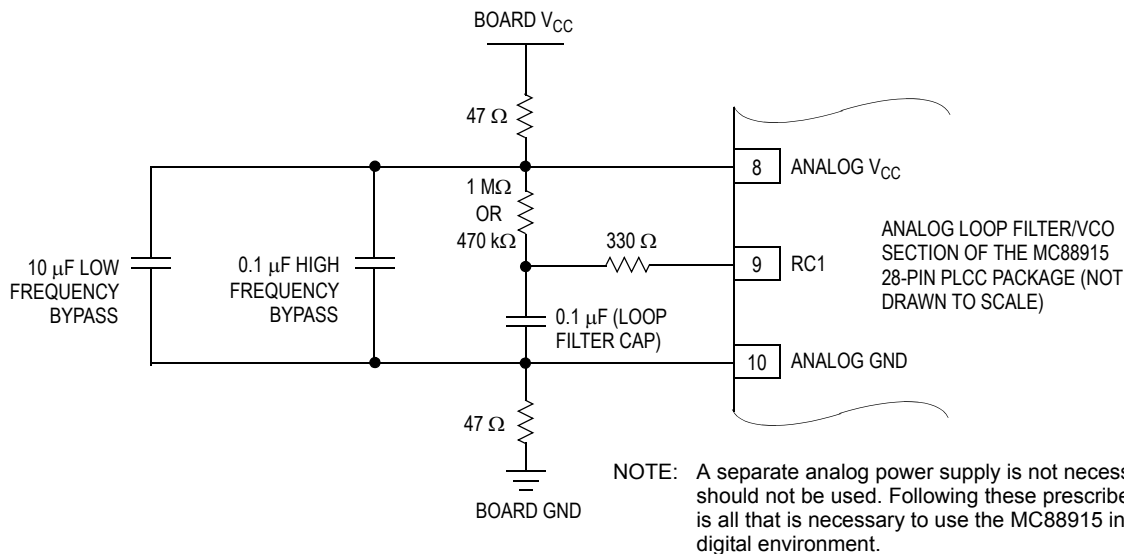 BOARD VCC
47 Ω
8 ANALOG VCC
1 MΩ
OR
470 kΩ
330 Ω
9 RC1
ANALOG LOOP FILTER/VCO
SECTION OF THE MC88915
28-PIN PLCC PACKAGE (NOT
DRAWN TO SCALE)
10 μF LOW
FREQUENCY
BYPASS
0.1 μF HIGH
FREQUENCY
BYPASS
0.1 μF (LOOP
FILTER CAP)
10 ANALOG GND
47 Ω
BOARD GND
NOTE: A separate analog power supply is not necess
should not be used. Following these prescribe
is all that is necessary to use the MC88915 in
digital environment.